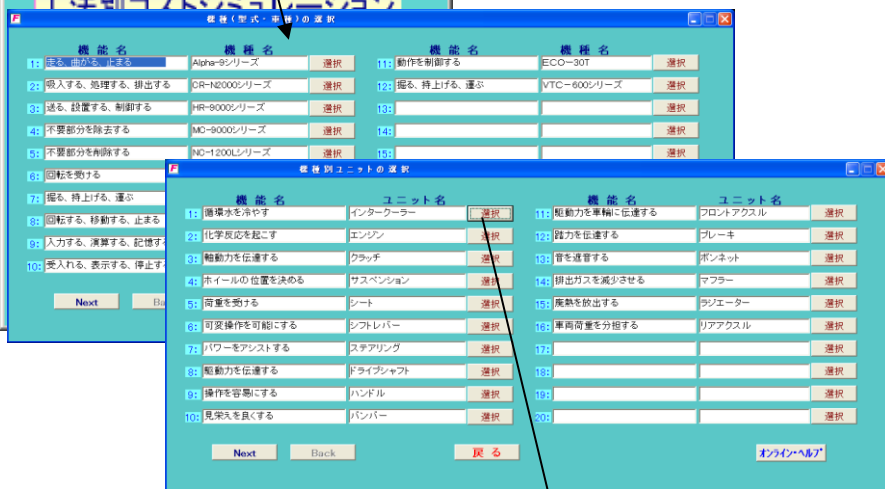 工法別コストシミュレーション
機種(型式・車種)の選択
機能名 機種名 機能名 機種名
1: 走る、曲がる、止まる Alpha-9シリーズ 選択 11: 動作を制御する ECO-30T 選択
2: 吸入する、処理する、排出する CR-N2000シリーズ 選択 12: 掘る、持上げる、運ぶ VTC-600シリーズ 選択
3: 送る、設置する、制御する HR-9000シリーズ 選択 13: 選択
4: 不要部分を除去する MC-9000シリーズ 選択 14: 選択
5: 不要部分を削除する NC-1200Lシリーズ 選択 15: 選択
6: 回転を受ける
7: 掘る、持上げる、運ぶ
8: 回転する、移動する、止まる
9: 入力する、演算する、記憶す
10: 受入れる、表示する、停止す
Next Ba
機種別ユニットの選択
機能名 ユニット名 機能名 ユニット名
1: 循環水を冷やす インタークーラー 選択 11: 駆動力を車輪に伝達する フロントアクスル 選択
2: 化学反応を起こす エンジン 選択 12: 踏力を伝達する ブレーキ 選択
3: 軸動力を伝達する クラッチ 選択 13: 音を遮音する ボンネット 選択
4: ホイールの位置を決める サスペンション 選択 14: 排出ガスを減少させる マフラー 選択
5: 荷重を受ける シート 選択 15: 廃熱を放出する ラジエーター 選択
6: 可変操作を可能にする シフトレバー 選択 16: 車両荷重を分担する リアアクスル 選択
7: パワーをアシストする ステアリング 選択 17: 選択
8: 駆動力を伝達する ドライブシャフト 選択 18: 選択
9: 操作を容易にする ハンドル 選択 19: 選択
10: 見栄えを良くする バンパー 選択 20: 選択
Next Back 戻る オンライン・ヘルプ